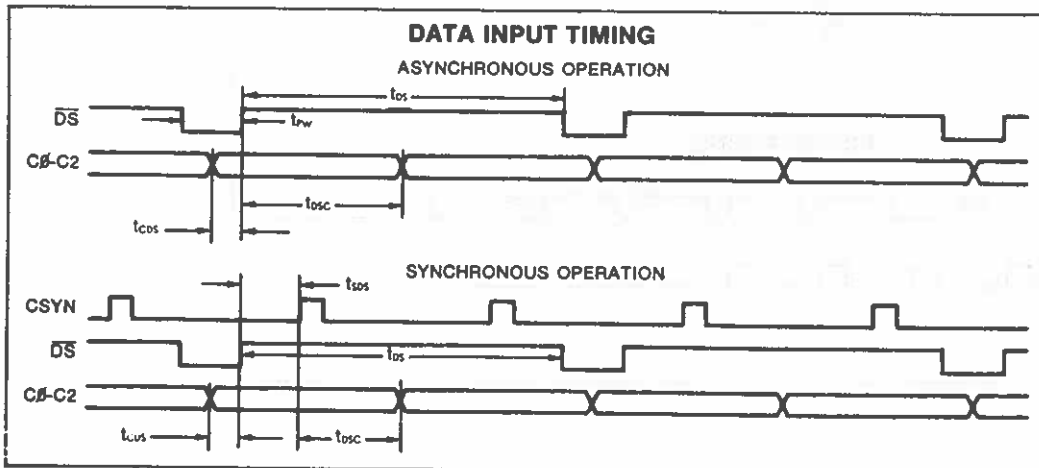 DATA INPUT TIMING
ASYNCHRONOUS OPERATION
tDS
DS
tPW
CØ-C2
tDSC
tCDS
SYNCHRONOUS OPERATION
tSDS
CSYN
DS
tDS
CØ-C2
tCDS
tDSC